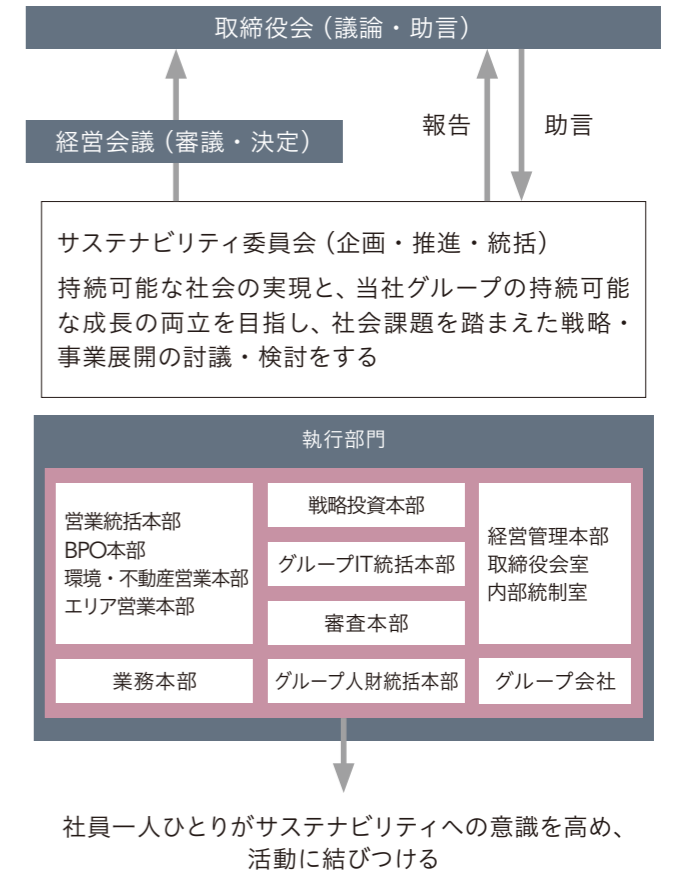 取締役会（議論・助言）
経営会議（審議・決定）
報告
助言
サステナビリティ委員会（企画・推進・統括）
持続可能な社会の実現と、当社グループの持続可能
な成長の両立を目指し、社会課題を踏まえた戦略・
事業展開の討議・検討をする
執行部門
営業統括本部
BPO本部
環境・不動産営業本部
エリア営業本部
業務本部
戦略投資本部
グループIT統括本部
審査本部
グループ人財統括本部
経営管理本部
取締役会室
内部統制室
グループ会社
社員一人ひとりがサステナビリティへの意識を高め、
活動に結びつける